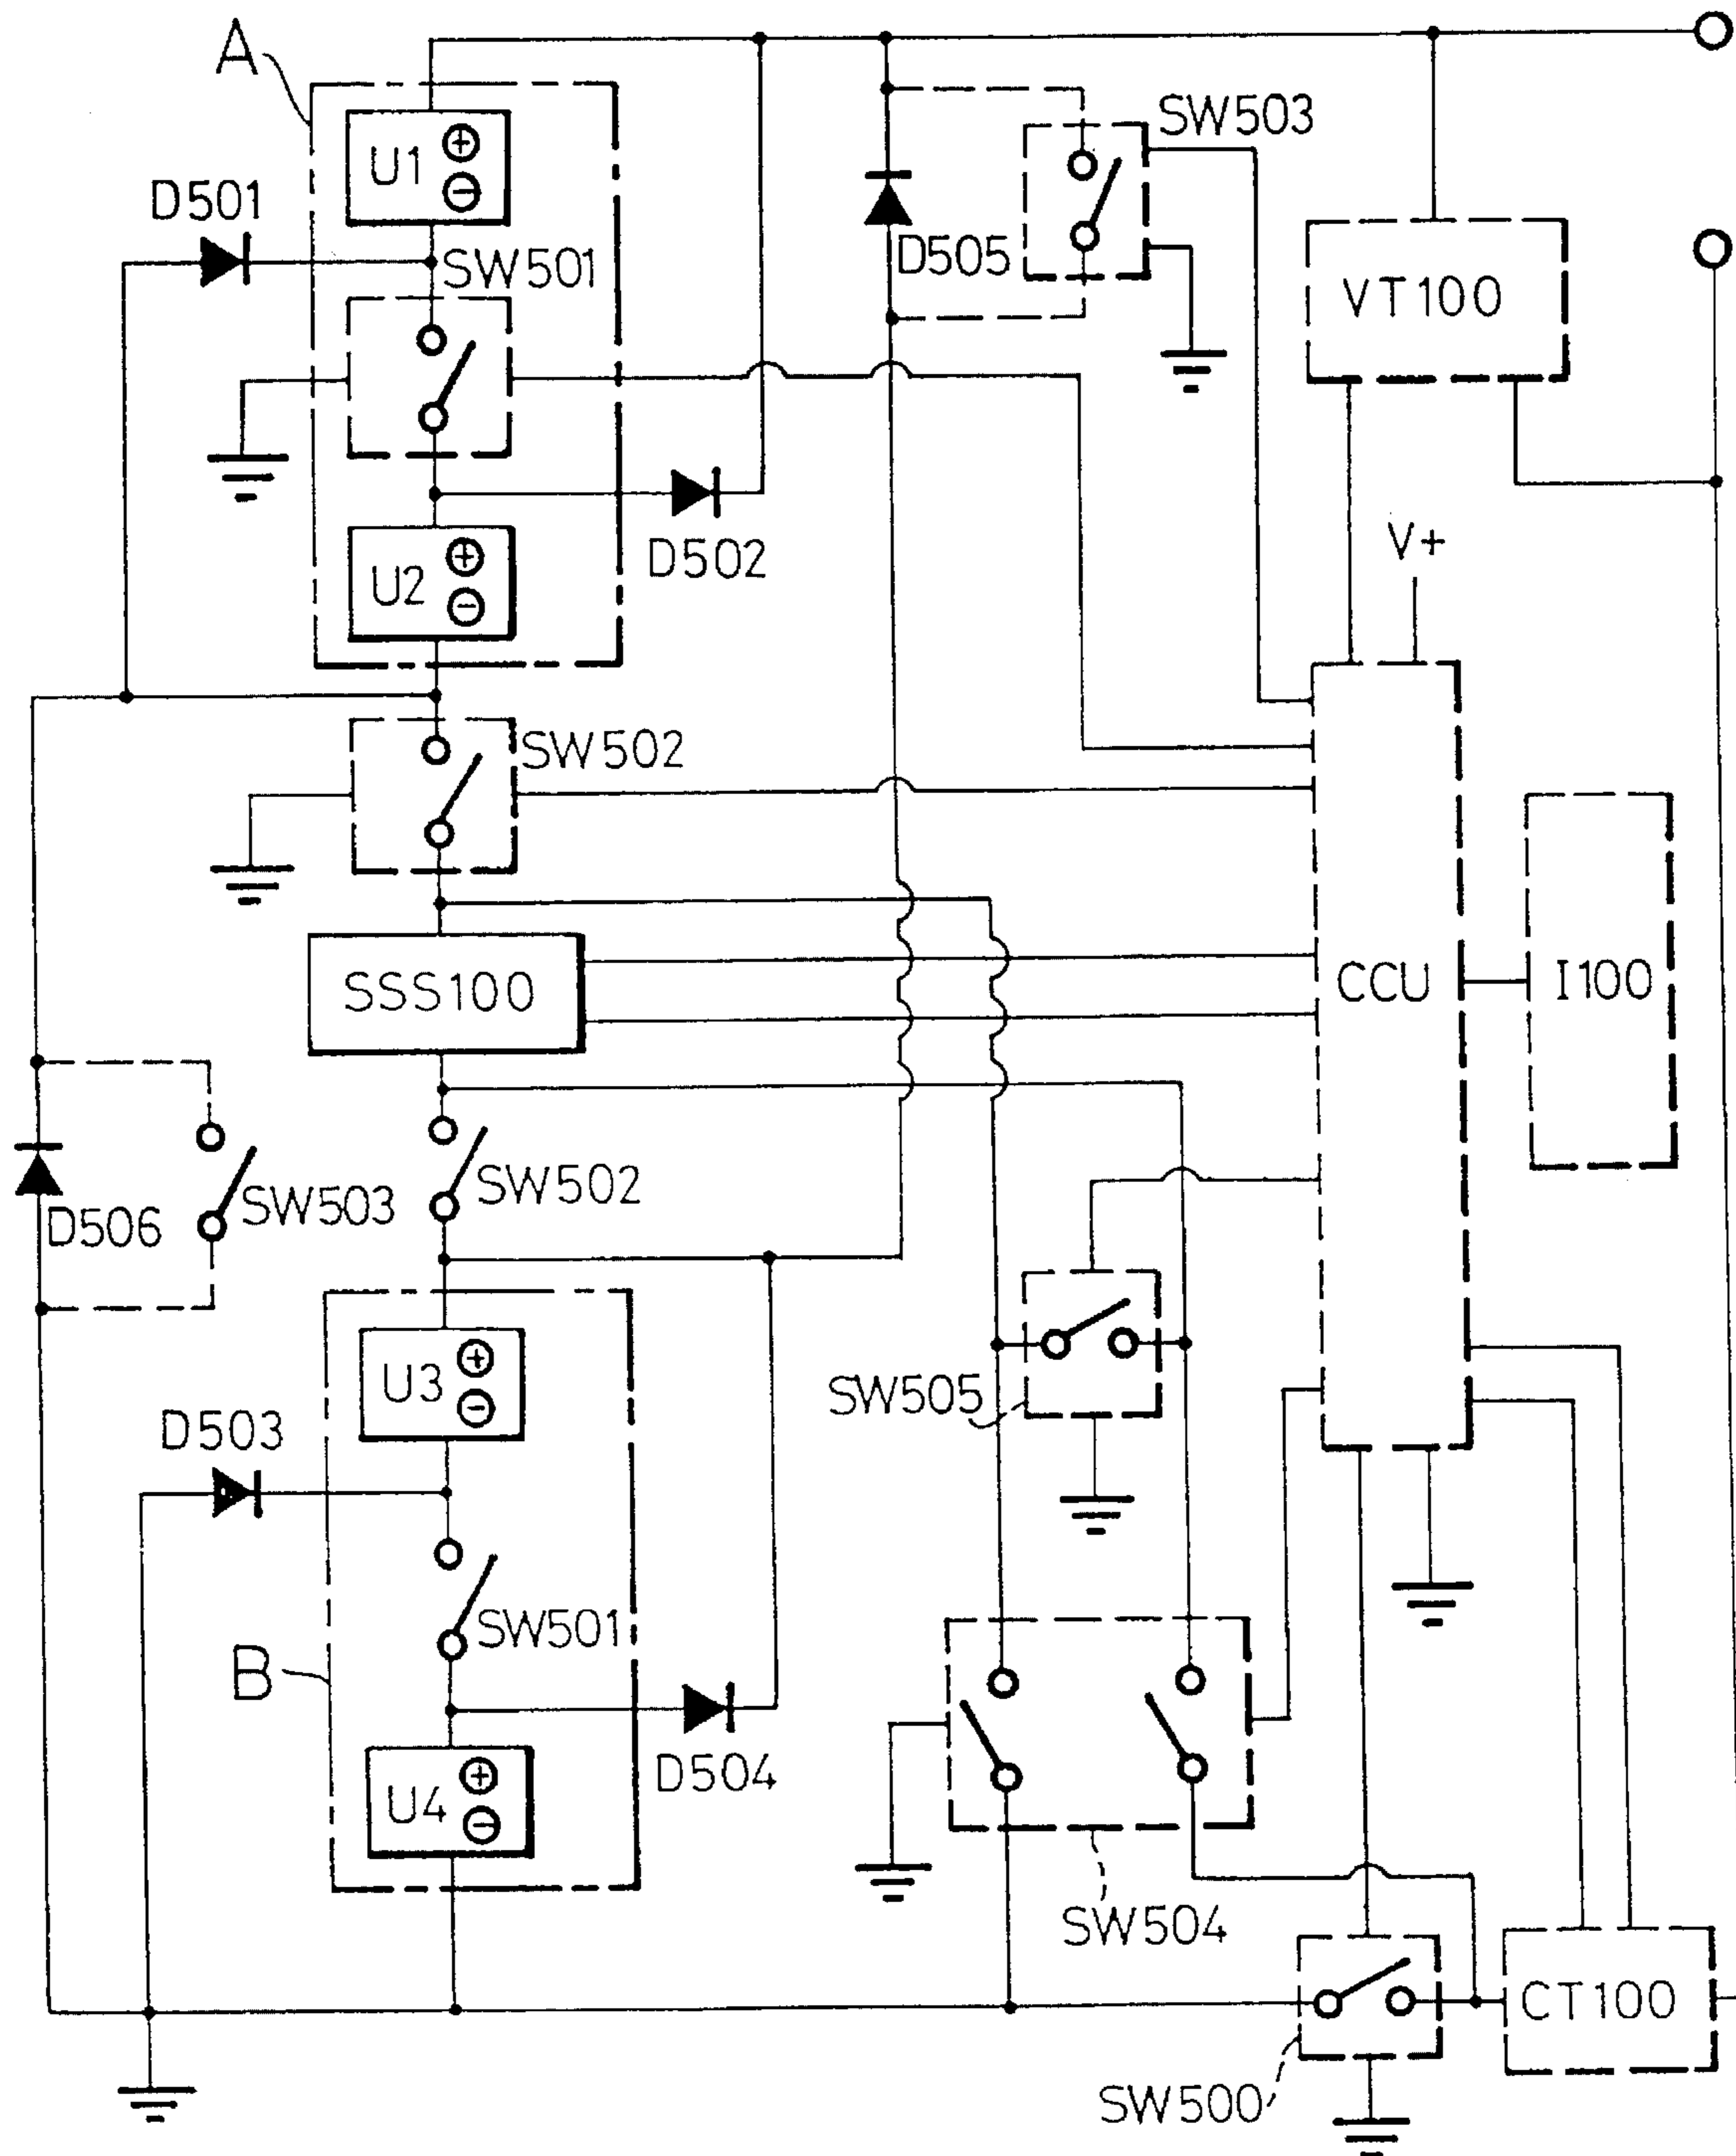 A
U1
⊕
⊖
SW503
D501
SW501
D505
VT100
U2
⊕
⊖
D502
V+
SW502
SSS100
CCU
I100
SW502
D506
SW503
U3
⊕
⊖
SW505
D503
SW501
B
D504
U4
⊕
⊖
SW504
CT100
SW500